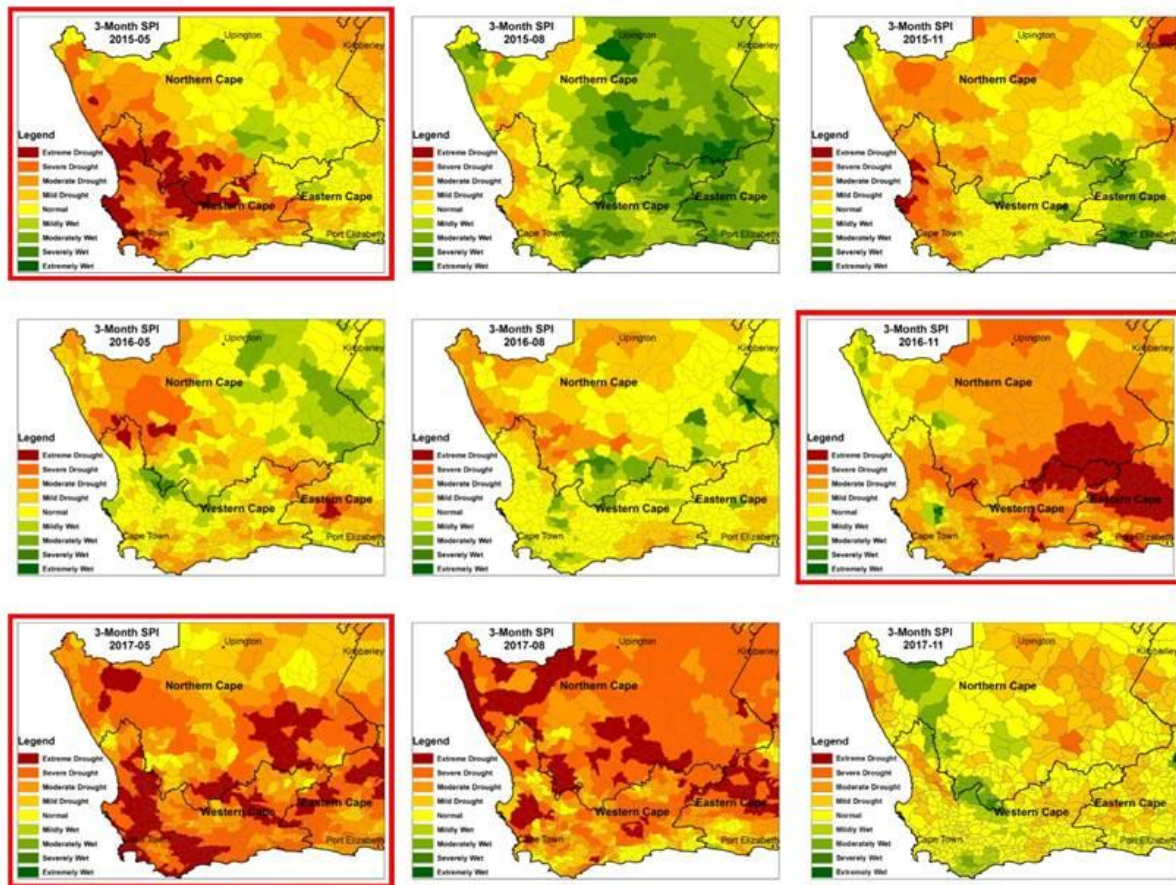 3-Month SPI
2015-05
Upington
Kimberley
Northern Cape
Legend
Extreme Drought
Severe Drought
Moderate Drought
Mild Drought
Normal
Mildly Wet
Moderately Wet
Severely Wet
Extremely Wet
Western Cape
Eastern Cape
Cape Town
Port Elizabeth
3-Month SPI
2015-08
Upington
Kimberley
Northern Cape
Legend
Extreme Drought
Severe Drought
Moderate Drought
Mild Drought
Normal
Mildly Wet
Moderately Wet
Severely Wet
Extremely Wet
Western Cape
Eastern Cape
Cape Town
Port Elizabeth
3-Month SPI
2015-11
Upington
Kimberley
Northern Cape
Legend
Extreme Drought
Severe Drought
Moderate Drought
Mild Drought
Normal
Mildly Wet
Moderately Wet
Severely Wet
Extremely Wet
Western Cape
Eastern Cape
Cape Town
Port Elizabeth
3-Month SPI
2016-05
Upington
Kimberley
Northern Cape
Legend
Extreme Drought
Severe Drought
Moderate Drought
Mild Drought
Normal
Mildly Wet
Moderately Wet
Severely Wet
Extremely Wet
Western Cape
Eastern Cape
Cape Town
Port Elizabeth
3-Month SPI
2016-08
Upington
Kimberley
Northern Cape
Legend
Extreme Drought
Severe Drought
Moderate Drought
Mild Drought
Normal
Mildly Wet
Moderately Wet
Severely Wet
Extremely Wet
Western Cape
Eastern Cape
Cape Town
Port Elizabeth
3-Month SPI
2016-11
Upington
Kimberley
Northern Cape
Legend
Extreme Drought
Severe Drought
Moderate Drought
Mild Drought
Normal
Mildly Wet
Moderately Wet
Severely Wet
Extremely Wet
Western Cape
Eastern Cape
Cape Town
Port Elizabeth
3-Month SPI
2017-05
Upington
Kimberley
Northern Cape
Legend
Extreme Drought
Severe Drought
Moderate Drought
Mild Drought
Normal
Mildly Wet
Moderately Wet
Severely Wet
Extremely Wet
Western Cape
Eastern Cape
Cape Town
Port Elizabeth
3-Month SPI
2017-08
Upington
Kimberley
Northern Cape
Legend
Extreme Drought
Severe Drought
Moderate Drought
Mild Drought
Normal
Mildly Wet
Moderately Wet
Severely Wet
Extremely Wet
Western Cape
Eastern Cape
Cape Town
Port Elizabeth
3-Month SPI
2017-11
Upington
Kimberley
Northern Cape
Legend
Extreme Drought
Severe Drought
Moderate Drought
Mild Drought
Normal
Mildly Wet
Moderately Wet
Severely Wet
Extremely Wet
Western Cape
Eastern Cape
Cape Town
Port Elizabeth